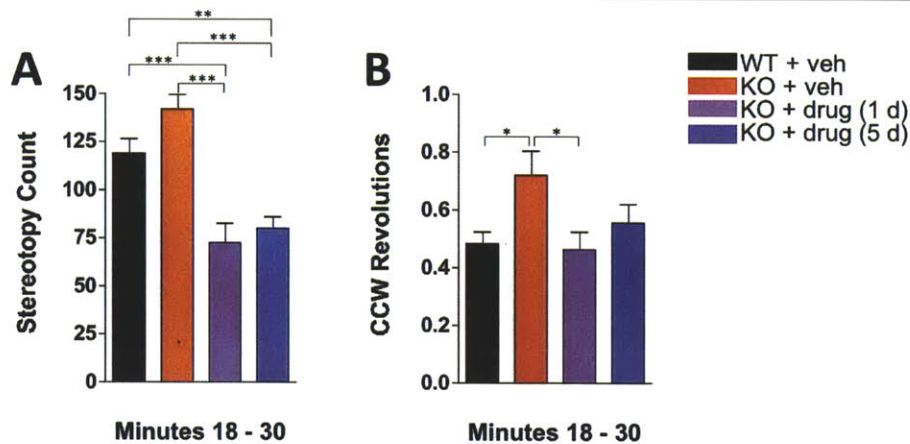 **
***
***
***
A
Stereotopy Count
150
125
100
75
50
25
0
Minutes 18 - 30
B
CCW Revolutions
1.0
0.8
0.6
0.4
0.2
0.0
*
*
Minutes 18 - 30
WT + veh
KO + veh
KO + drug (1 d)
KO + drug (5 d)